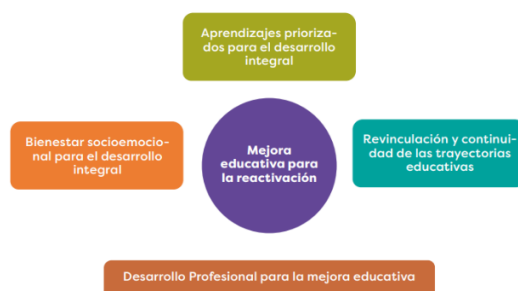 Aprendizajes prioriza-
dos para el desarrollo
integral
Bienestar socioemocio-
nal para el desarrollo
integral
Mejora
educativa para
la reactivación
Revinculación y continui-
dad de las trayectorias
educativas
Desarrollo Profesional para la mejora educativa